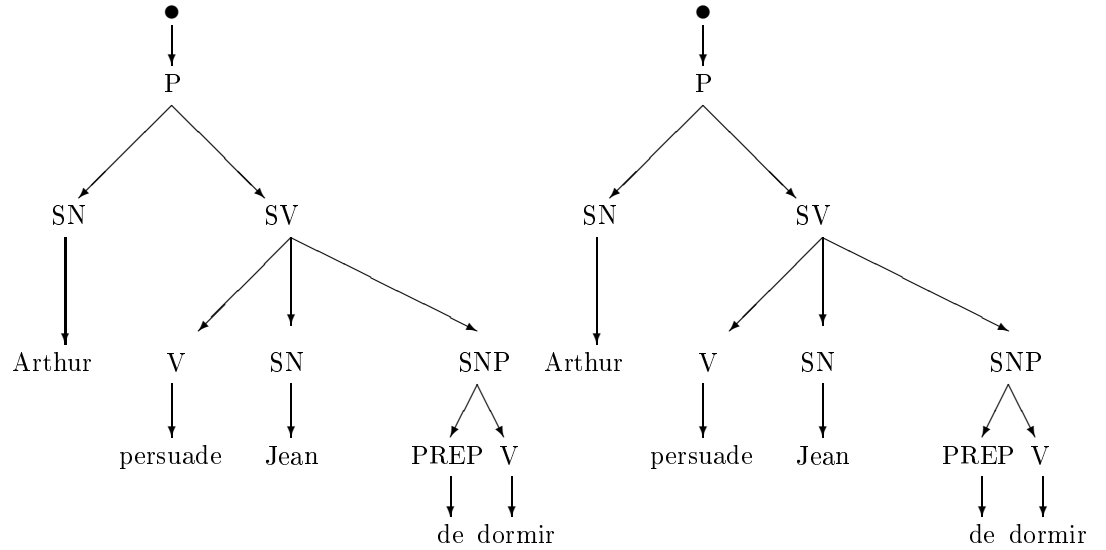 P P
SN SV SN SV
Arthur V SN SNP Arthur V SN SNP
persuade Jean PREP V persuade Jean PREP V
de dormir de dormir